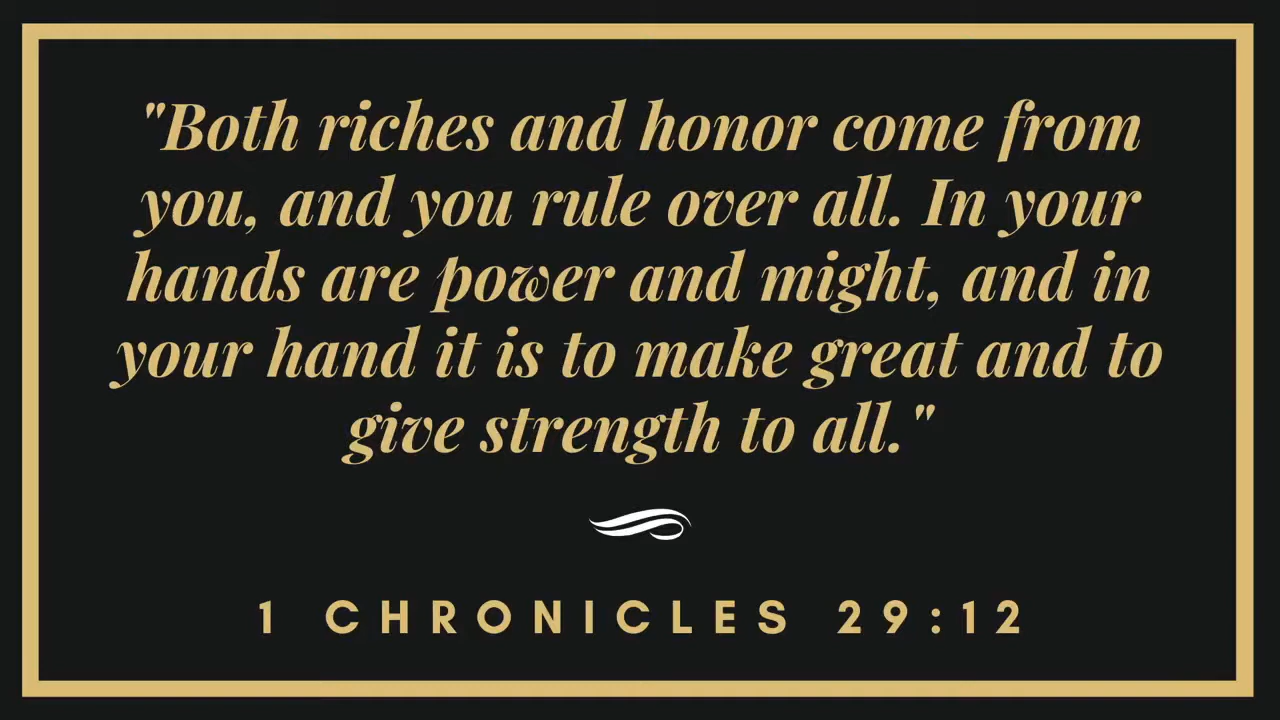 "Both riches and honor come from
you, and you rule over all. In your
hands are power and might, and in
your hand it is to make great and to
give strength to all."
1 CHRONICLES 29:12